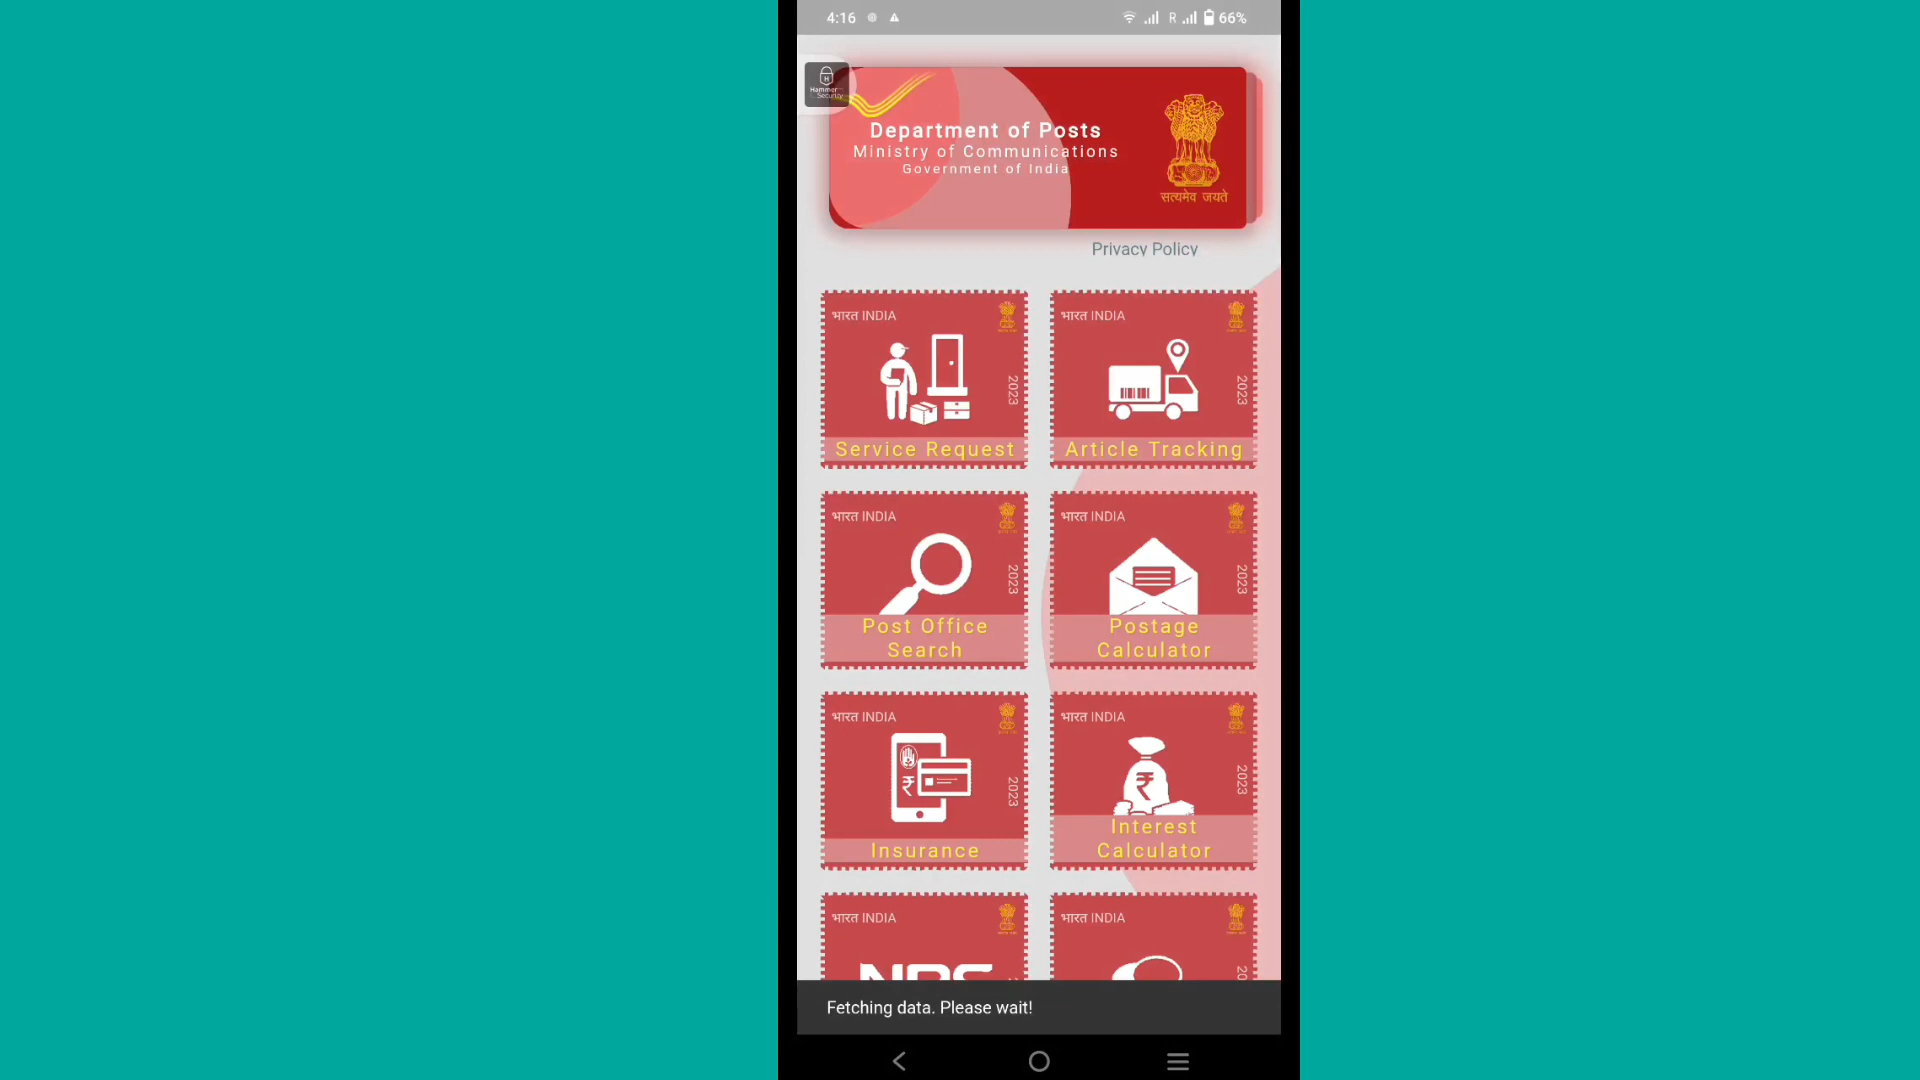 4:16
R
66%
Hammer
Security
Department of Posts
Ministry of Communications
Government of India
सत्यमेव जयते
Privacy Policy
भारत INDIA
2023
Service Request
भारत INDIA
2023
Article Tracking
भारत INDIA
2023
Post Office
Search
भारत INDIA
2023
Postage
Calculator
भारत INDIA
₹
2023
Insurance
भारत INDIA
₹
2023
Interest
Calculator
भारत INDIA
भारत INDIA
Fetching data. Please wait!